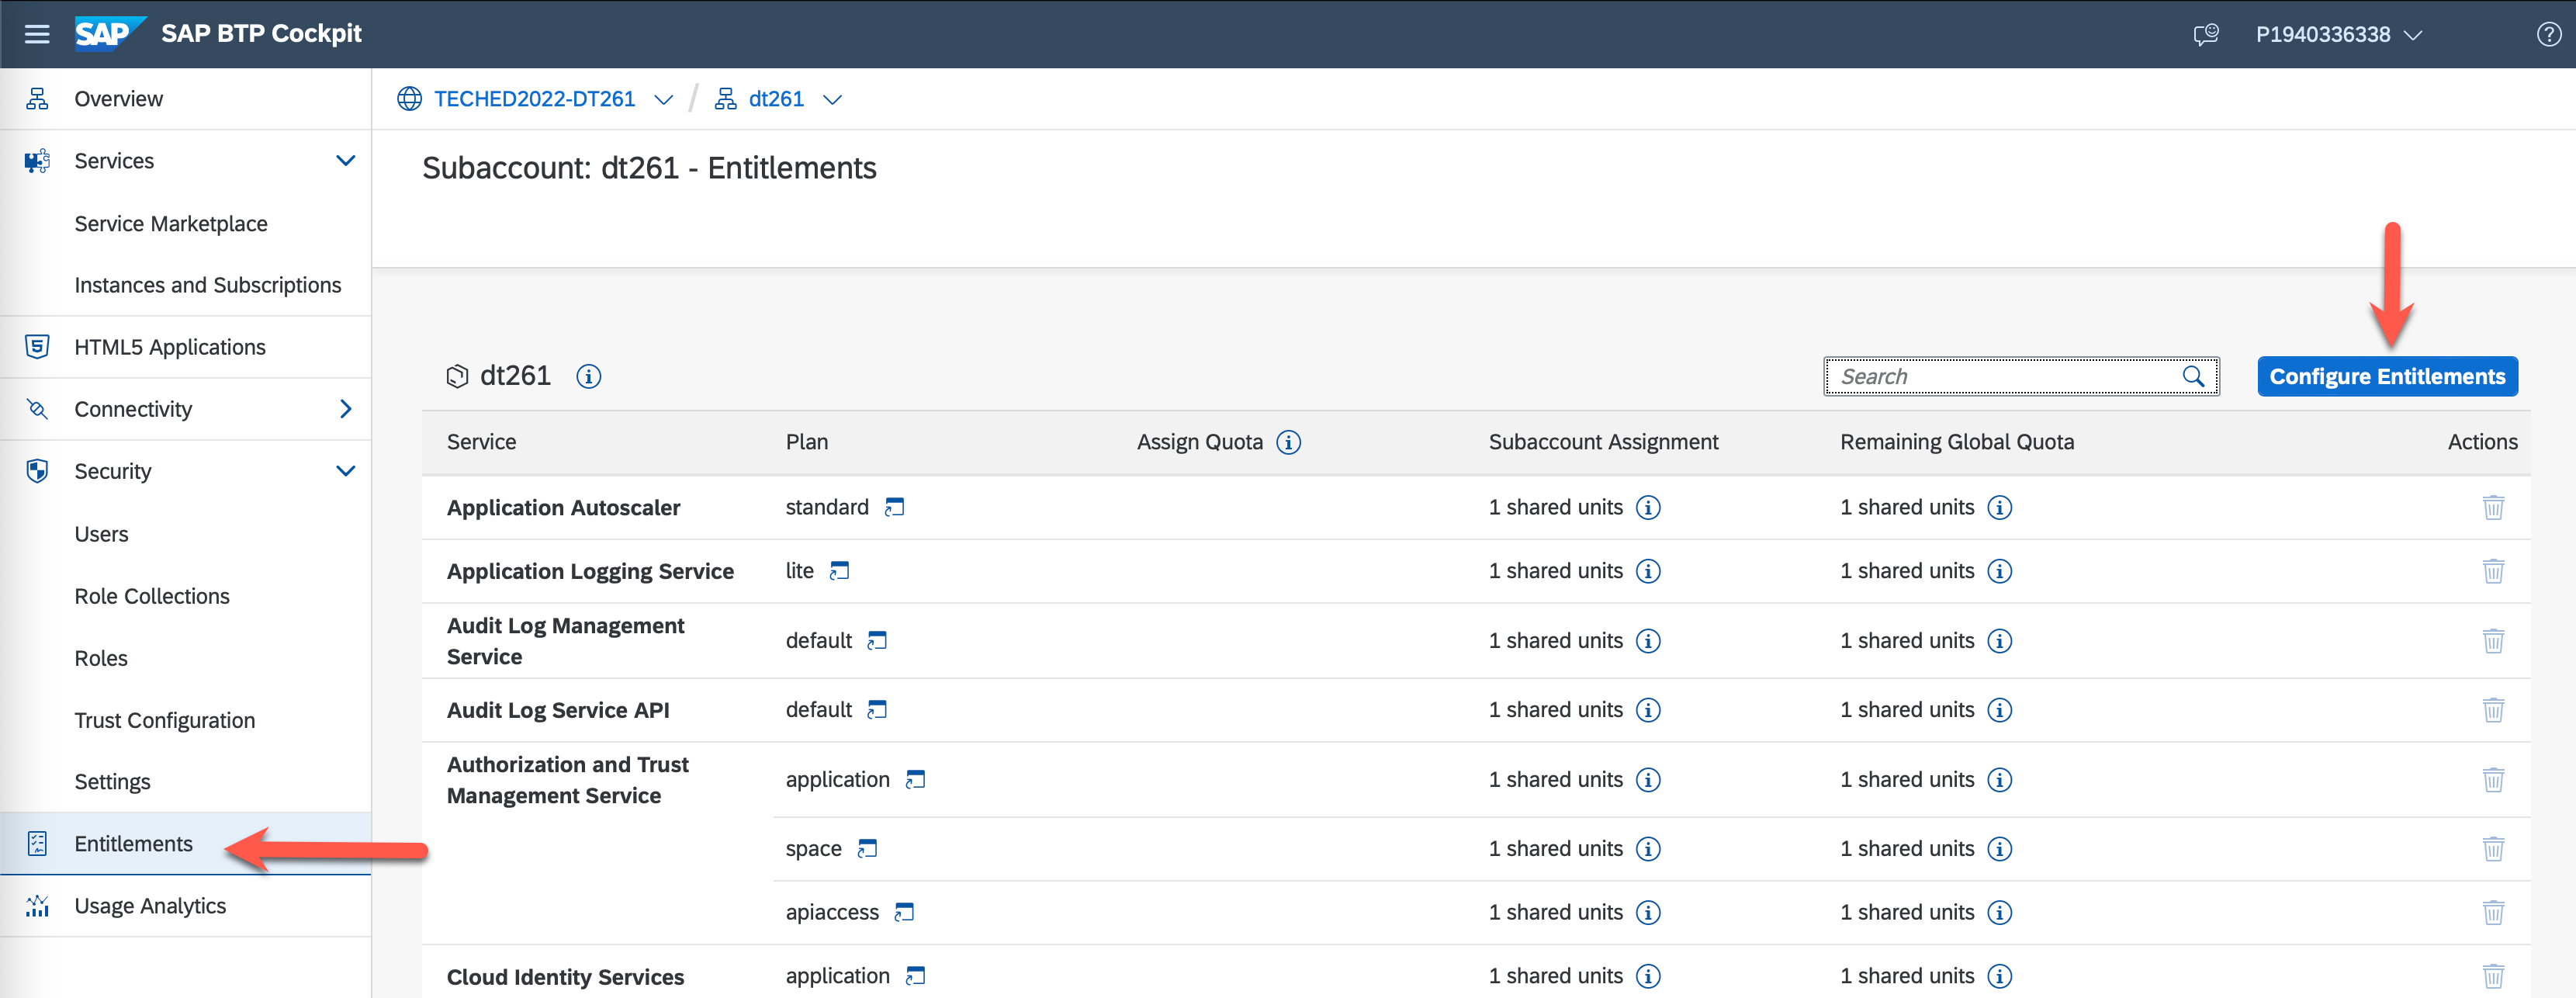 SAP SAP BTP Cockpit P1940336338
Overview
Services
Service Marketplace
Instances and Subscriptions
HTML5 Applications
Connectivity
Security
Users
Role Collections
Roles
Trust Configuration
Settings
Entitlements
Usage Analytics
TECHED2022-DT261 / dt261
Subaccount: dt261 - Entitlements
dt261 Search Configure Entitlements
Service Plan Assign Quota Subaccount Assignment Remaining Global Quota Actions
Application Autoscaler standard 1 shared units 1 shared units
Application Logging Service lite 1 shared units 1 shared units
Audit Log Management
Service default 1 shared units 1 shared units
Audit Log Service API default 1 shared units 1 shared units
Authorization and Trust
Management Service application 1 shared units 1 shared units
space 1 shared units 1 shared units
apiaccess 1 shared units 1 shared units
Cloud Identity Services application 1 shared units 1 shared units